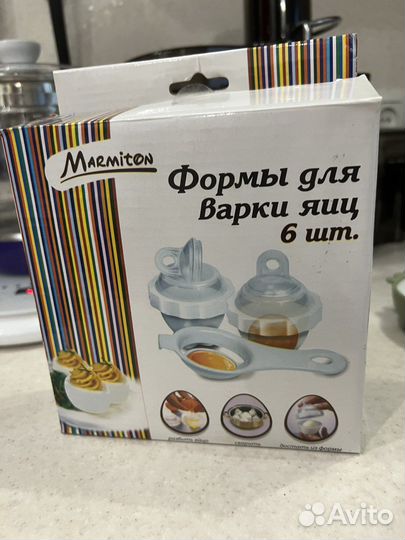 Marmiton
Формы для
варки яиц
6 шт.
разбить яйцо
сварить
достать из формы
Avito